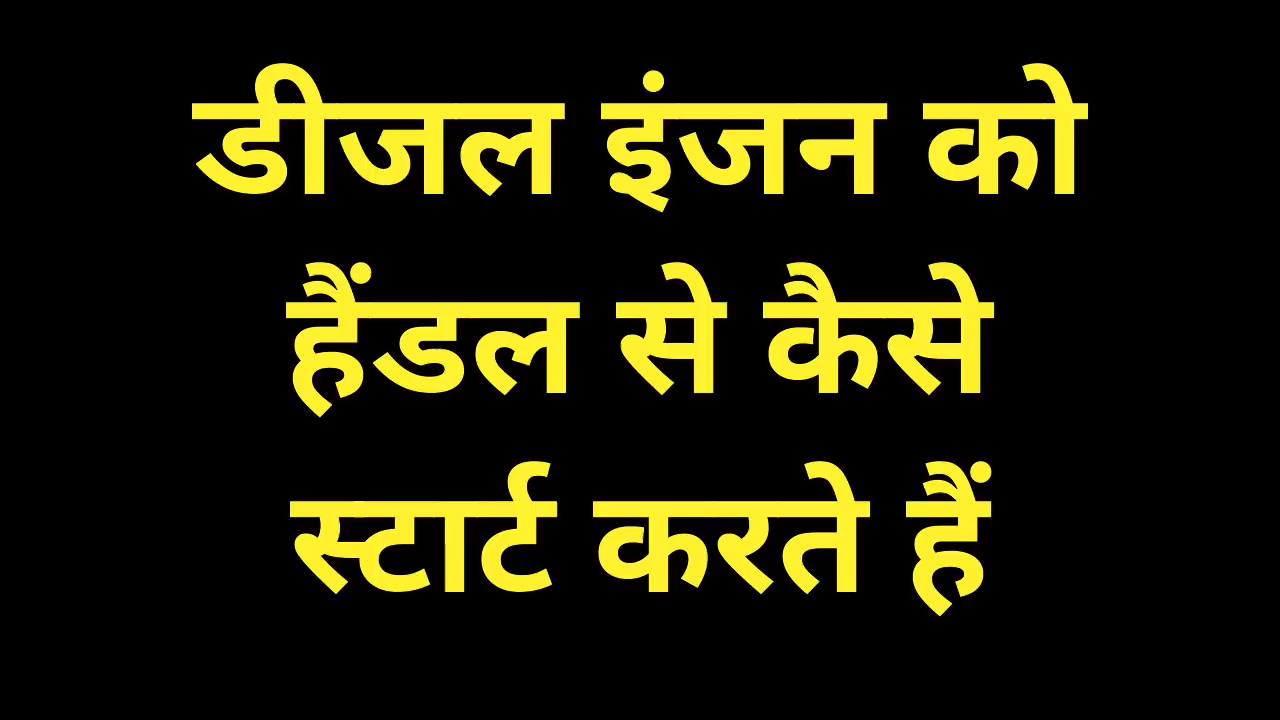 डीजल इंजन को
हैंडल से कैसे
स्टार्ट करते हैं